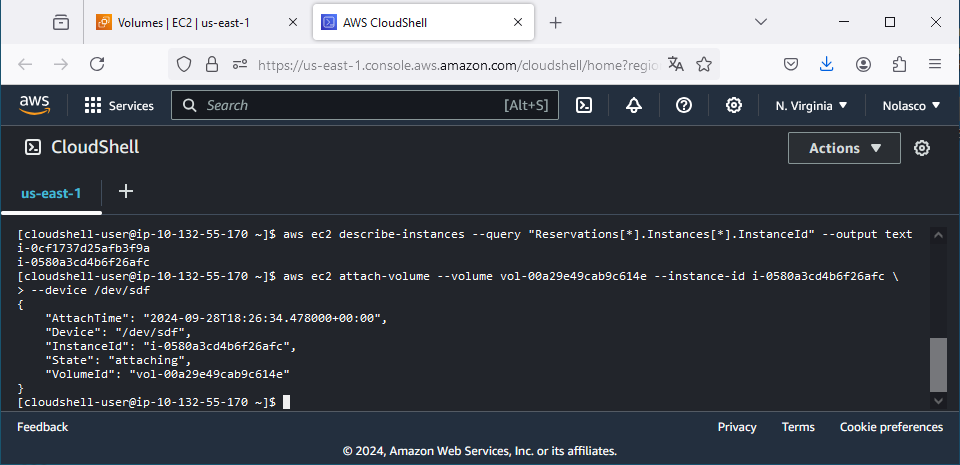 Volumes | EC2 | us-east-1
AWS CloudShell
https://us-east-1.console.aws.amazon.com/cloudshell/home?regio
aws
Services
Search
[Alt+S]
N. Virginia
Nolasco
CloudShell
Actions
us-east-1
[cloudshell-user@ip-10-132-55-170 ~]$ aws ec2 describe-instances --query "Reservations[*].Instances[*].InstanceId" --output text
i-0cf1737d25afb3f9a
i-0580a3cd4b6f26afc
[cloudshell-user@ip-10-132-55-170 ~]$ aws ec2 attach-volume --volume vol-00a29e49cab9c614e --instance-id i-0580a3cd4b6f26afc \
> --device /dev/sdf
{
    "AttachTime": "2024-09-28T18:26:34.478000+00:00",
    "Device": "/dev/sdf",
    "InstanceId": "i-0580a3cd4b6f26afc",
    "State": "attaching",
    "VolumeId": "vol-00a29e49cab9c614e"
}
[cloudshell-user@ip-10-132-55-170 ~]$
Feedback
Privacy
Terms
Cookie preferences
© 2024, Amazon Web Services, Inc. or its affiliates.